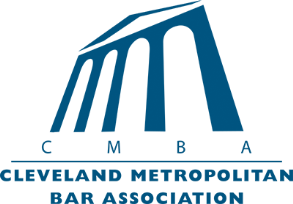 C M B A
CLEVELAND METROPOLITAN
BAR ASSOCIATION